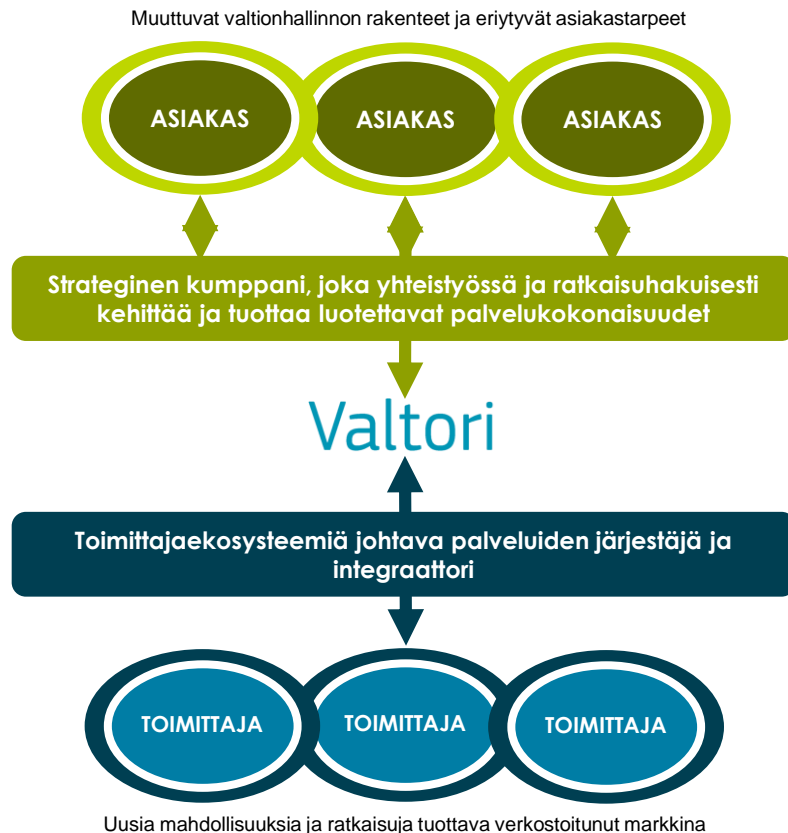 Muuttuvat valtionhallinnon rakenteet ja eriytyvät asiakastarpeet
ASIAKAS
ASIAKAS
ASIAKAS
Strateginen kumppani, joka yhteistyössä ja ratkaisuhakuisesti
kehittää ja tuottaa luotettavat palvelukokonaisuudet
Valtori
Toimittajaekosysteemiä johtava palveluiden järjestäjä ja
integraattori
TOIMITTAJA
TOIMITTAJA
TOIMITTAJA
Uusia mahdollisuuksia ja ratkaisuja tuottava verkostoitunut markkina